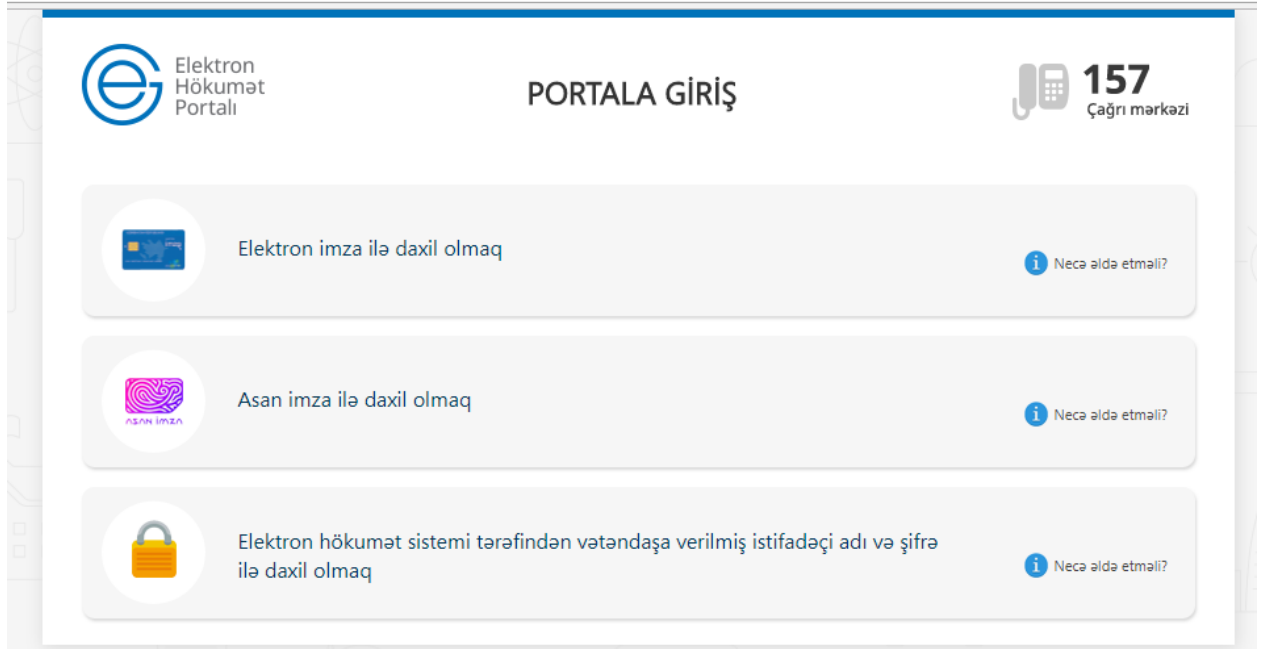 Elektron
Hökumət
Portalı
PORTALA GİRİŞ
157
Çağrı mərkəzi
Elektron imza ilə daxil olmaq
Necə əldə etməli?
Asan imza ilə daxil olmaq
ASAN İMZA
Necə əldə etməli?
Elektron hökumət sistemi tərəfindən vətəndaşa verilmiş istifadəçi adı və şifrə
ilə daxil olmaq
Necə əldə etməli?